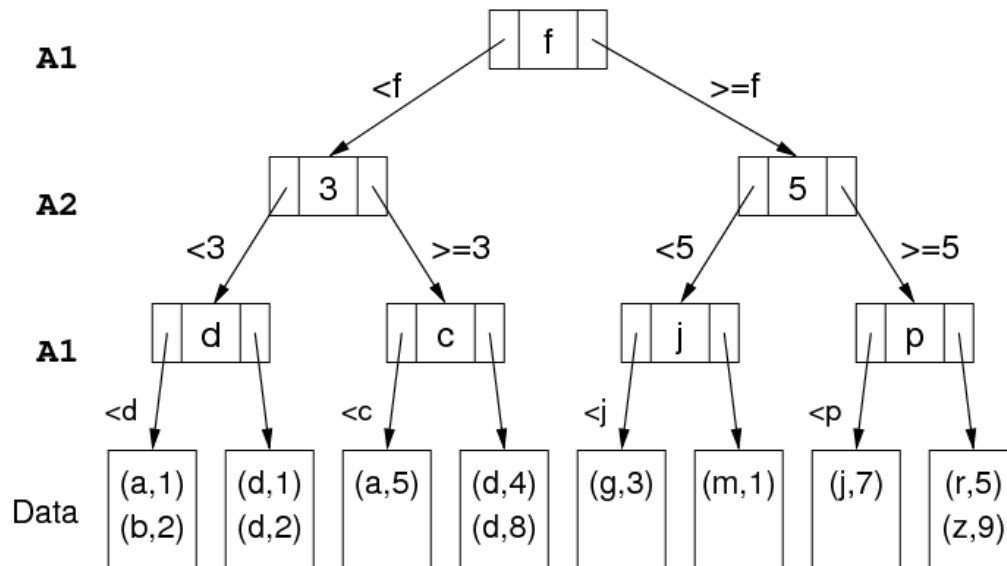 A1 f
<f >=f
A2 3 5
<3 >=3 <5 >=5
A1 d c j p
<d <c <j <p
Data (a,1) (d,1) (a,5) (d,4) (g,3) (m,1) (j,7) (r,5)
(b,2) (d,2) (d,8) (z,9)